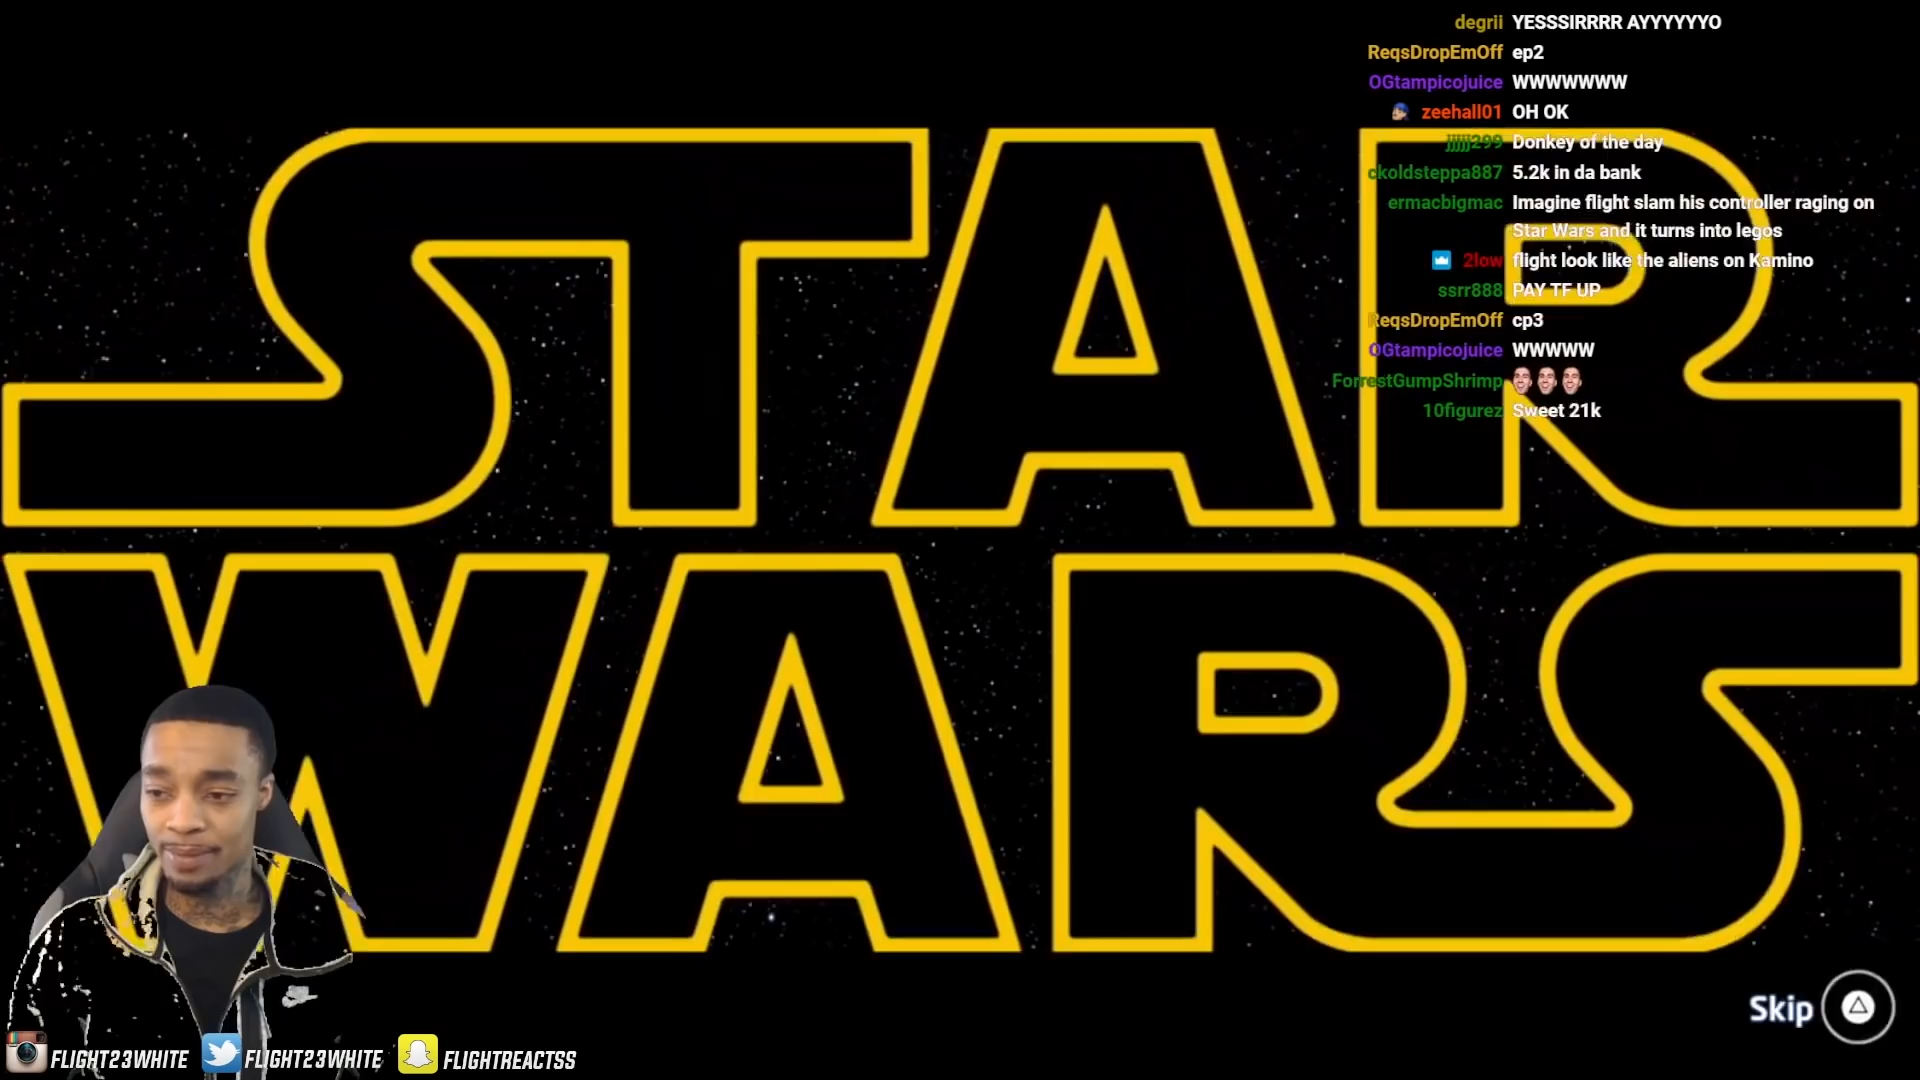 degrii YESSSIRRRR AYYYYYYO
ReqsDropEmOff ep2
OGtampicojuice WWWWWWW
zeehall01 OH OK
jjjjj299 Donkey of the day
ckoldsteppa887 5.2k in da bank
ermacbigmac Imagine flight slam his controller raging on
Star Wars and it turns into legos
2low flight look like the aliens on Kamino
ssrr888 PAY TF UP
ReqsDropEmOff cp3
OGtampicojuice WWWWW
ForrestGumpShrimp
10figurez Sweet 21k
STAR
WARS
Skip
FLIGHT23WHITE FLIGHT23WHITE FLIGHTREACTSS